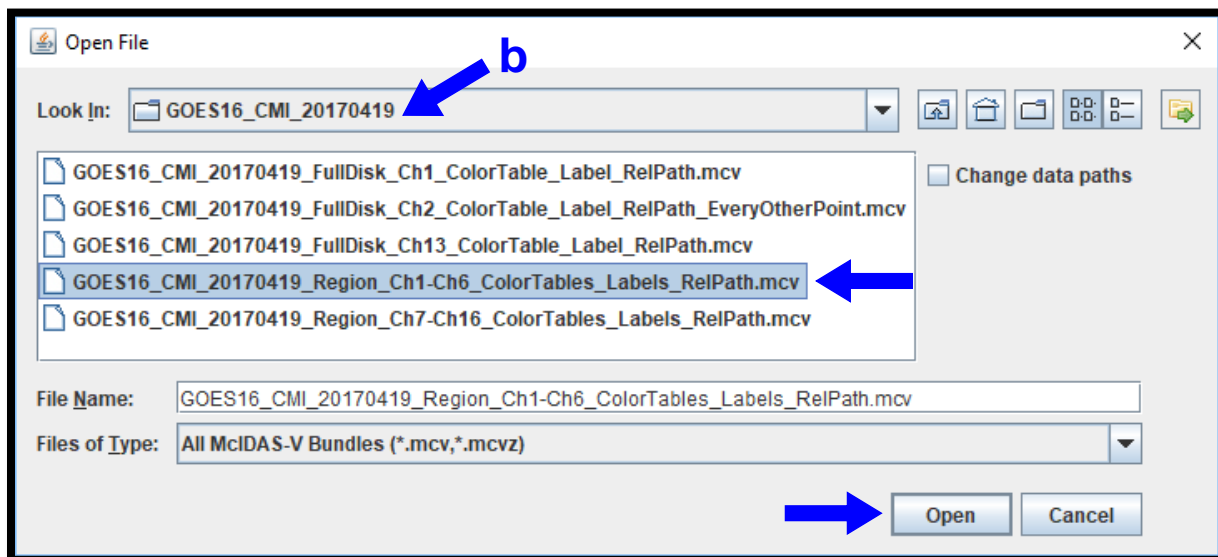 Open File
b
Look In: GOES16_CMI_20170419
GOES16_CMI_20170419_FullDisk_Ch1_ColorTable_Label_RelPath.mcv
Change data paths
GOES16_CMI_20170419_FullDisk_Ch2_ColorTable_Label_RelPath_EveryOtherPoint.mcv
GOES16_CMI_20170419_FullDisk_Ch13_ColorTable_Label_RelPath.mcv
GOES16_CMI_20170419_Region_Ch1-Ch6_ColorTables_Labels_RelPath.mcv
GOES16_CMI_20170419_Region_Ch7-Ch16_ColorTables_Labels_RelPath.mcv
File Name: GOES16_CMI_20170419_Region_Ch1-Ch6_ColorTables_Labels_RelPath.mcv
Files of Type: All McIDAS-V Bundles (*.mcv,*.mcvz)
Open Cancel